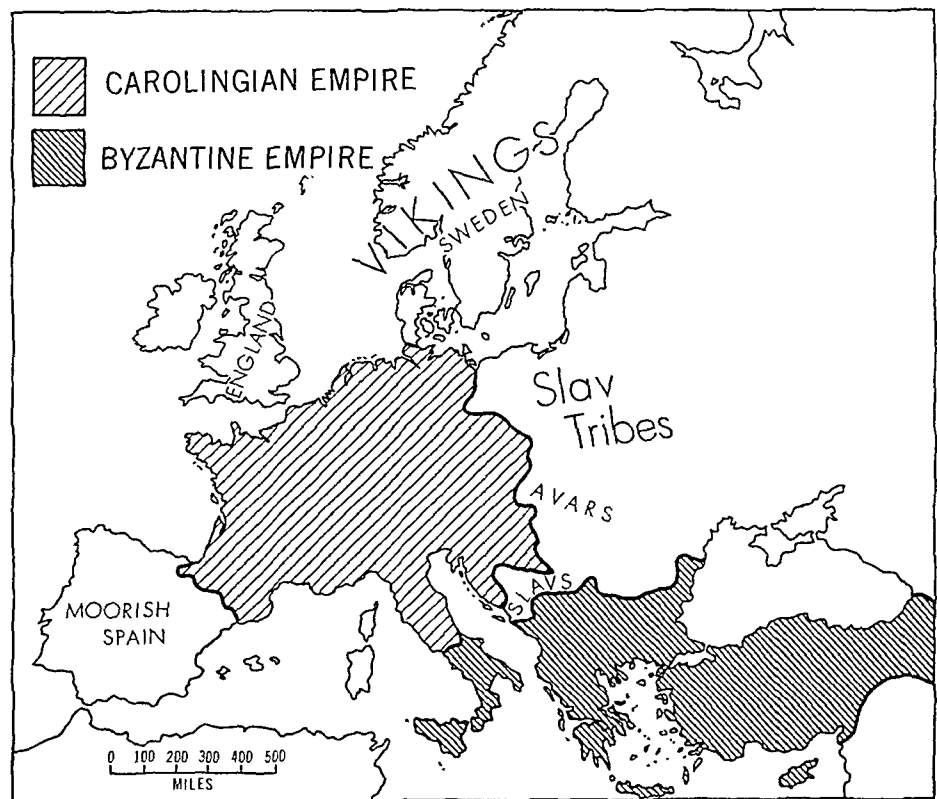 CAROLINGIAN EMPIRE
BYZANTINE EMPIRE
VIKINGS
SWEDEN
ENGLAND
Slav
Tribes
AVARS
SLAVS
MOORISH
SPAIN
0 100 200 300 400 500
MILES